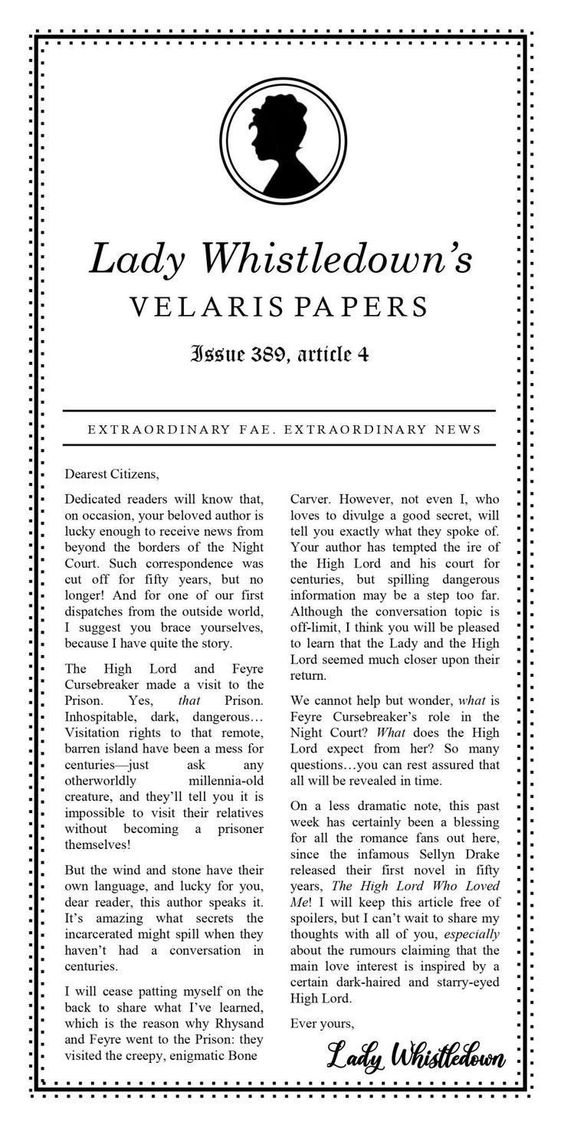 Lady Whistledown's
VELARIS PAPERS
Issue 389, article 4
EXTRAORDINARY FAE. EXTRAORDINARY NEWS
Dearest Citizens,
Dedicated readers will know that,
on occasion, your beloved author is
lucky enough to receive news from
beyond the borders of the Night
Court. Such correspondence was
cut off for fifty years, but no
longer! And for one of our first
dispatches from the outside world,
I suggest you brace yourselves,
because I have quite the story.
The High Lord and Feyre
Cursebreaker made a visit to the
Prison. Yes, that Prison.
Inhospitable, dark, dangerous…
Visitation rights to that remote,
barren island have been a mess for
centuries—just ask any
otherworldly millennia-old
creature, and they'll tell you it is
impossible to visit their relatives
without becoming a prisoner
themselves!
But the wind and stone have their
own language, and lucky for you,
dear reader, this author speaks it.
It's amazing what secrets the
incarcerated might spill when they
haven't had a conversation in
centuries.
I will cease patting myself on the
back to share what I've learned,
which is the reason why Rhysand
and Feyre went to the Prison: they
visited the creepy, enigmatic Bone
Carver. However, not even I, who
loves to divulge a good secret, will
tell you exactly what they spoke of.
Your author has tempted the ire of
the High Lord and his court for
centuries, but spilling dangerous
information may be a step too far.
Although the conversation topic is
off-limit, I think you will be pleased
to learn that the Lady and the High
Lord seemed much closer upon their
return.
We cannot help but wonder, what is
Feyre Cursebreaker's role in the
Night Court? What does the High
Lord expect from her? So many
questions…you can rest assured that
all will be revealed in time.
On a less dramatic note, this past
week has certainly been a blessing
for all the romance fans out here,
since the infamous Sellyn Drake
released their first novel in fifty
years, The High Lord Who Loved
Me! I will keep this article free of
spoilers, but I can't wait to share my
thoughts with all of you, especially
about the rumours claiming that the
main love interest is inspired by a
certain dark-haired and starry-eyed
High Lord.
Ever yours,
Lady Whistledown